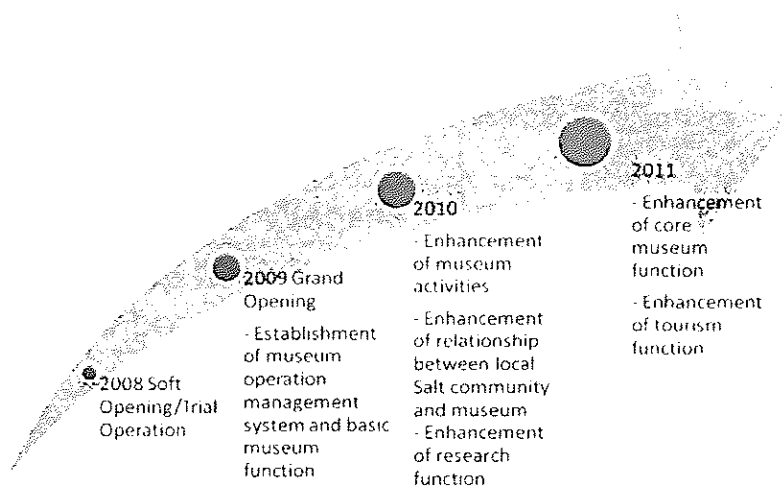 2008 Soft
Opening/Trial
Operation
2009 Grand
Opening
- Establishment
of museum
operation
management
system and basic
museum
function
2010
- Enhancement
of museum
activities
- Enhancement
of relationship
between local
Salt community
and museum
- Enhancement
of research
function
2011
- Enhancement
of core
museum
function
- Enhancement
of tourism
function